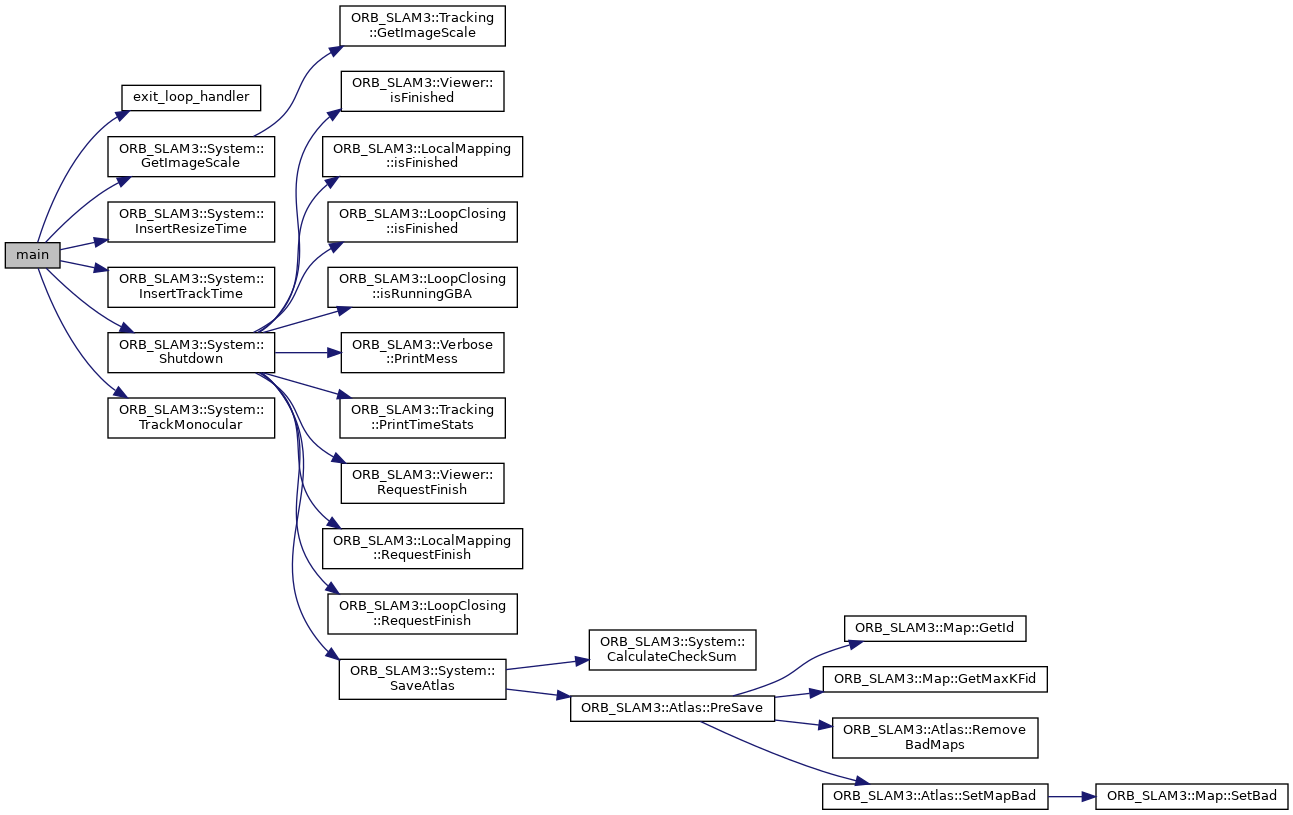 ORB_SLAM3::Tracking
::GetImageScale
ORB_SLAM3::Viewer::
isFinished
exit_loop_handler
ORB_SLAM3::System::
GetImageScale
ORB_SLAM3::LocalMapping
::isFinished
ORB_SLAM3::System::
InsertResizeTime
ORB_SLAM3::LoopClosing
::isFinished
main
ORB_SLAM3::System::
InsertTrackTime
ORB_SLAM3::LoopClosing
::isRunningGBA
ORB_SLAM3::System::
Shutdown
ORB_SLAM3::Verbose
::PrintMess
ORB_SLAM3::System::
TrackMonocular
ORB_SLAM3::Tracking
::PrintTimeStats
ORB_SLAM3::Viewer::
RequestFinish
ORB_SLAM3::LocalMapping
::RequestFinish
ORB_SLAM3::LoopClosing
::RequestFinish
ORB_SLAM3::System::
SaveAtlas
ORB_SLAM3::System::
CalculateCheckSum
ORB_SLAM3::Atlas::PreSave
ORB_SLAM3::Map::GetId
ORB_SLAM3::Map::GetMaxKFid
ORB_SLAM3::Atlas::Remove
BadMaps
ORB_SLAM3::Atlas::SetMapBad
ORB_SLAM3::Map::SetBad